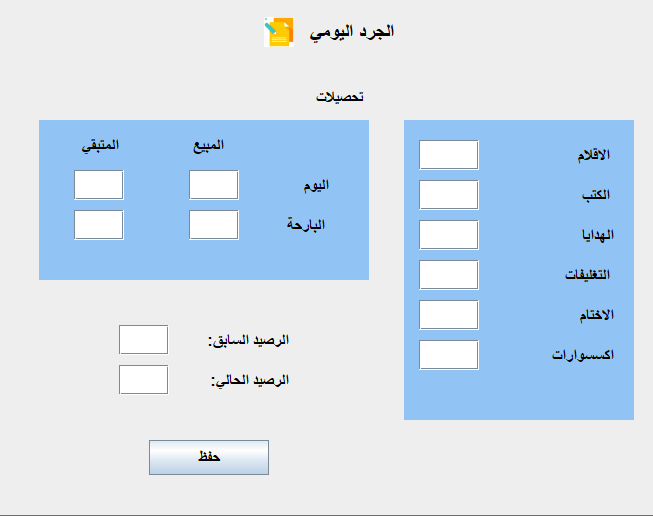 الجرد اليومي
تحصيلات
الاقلام
الكتب
الهدايا
التغليفات
الاختام
اكسسوارات
المبيع المتبقي
اليوم
البارحة
الرصيد السابق:
الرصيد الحالي:
حفظ